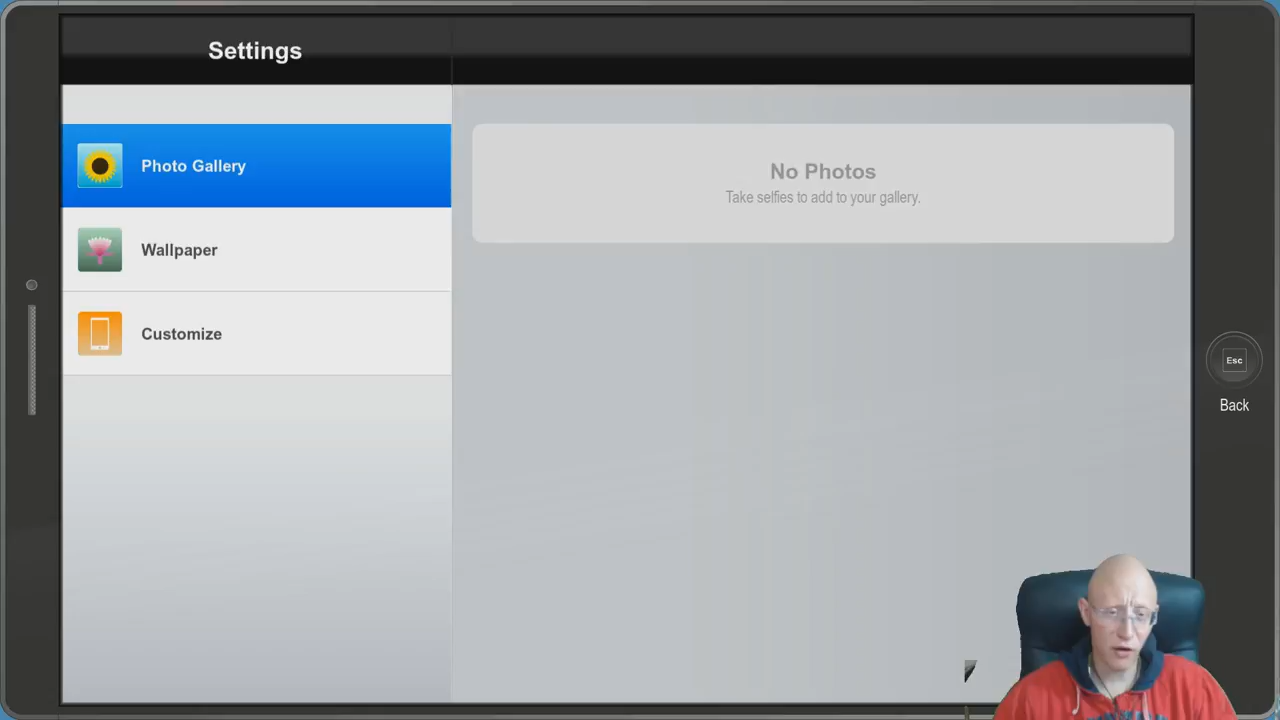 Settings
Photo Gallery
Wallpaper
Customize
No Photos
Take selfies to add to your gallery.
Esc
Back